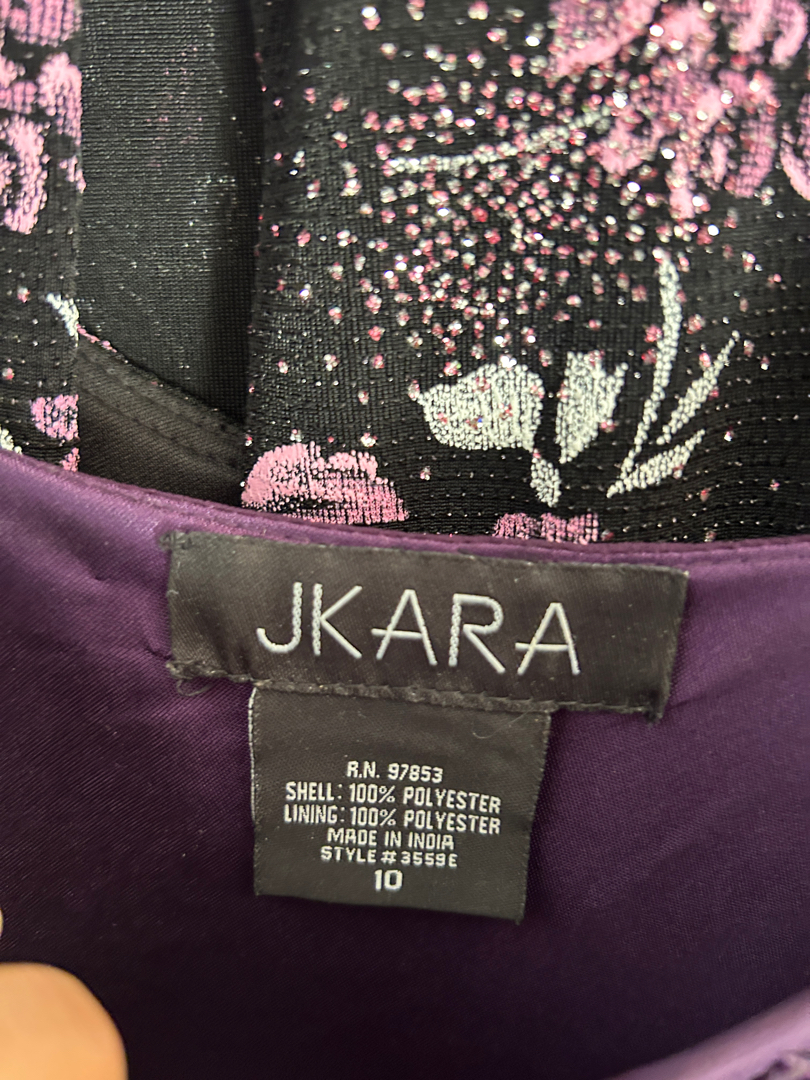 JKARA
R.N. 97853
SHELL: 100% POLYESTER
LINING: 100% POLYESTER
MADE IN INDIA
STYLE # 3559E
10